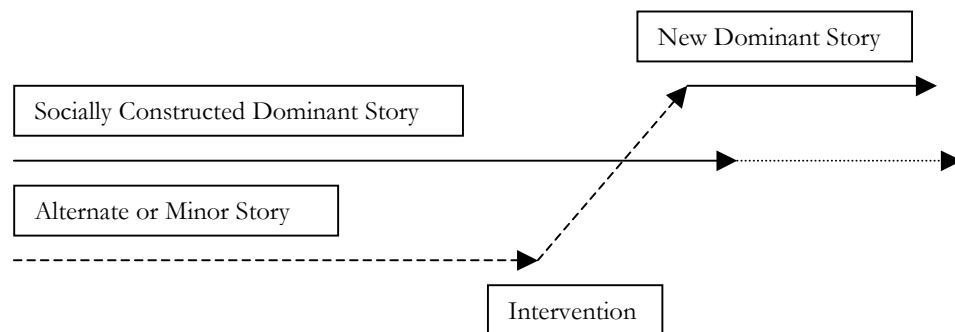 New Dominant Story
Socially Constructed Dominant Story
Alternate or Minor Story
Intervention